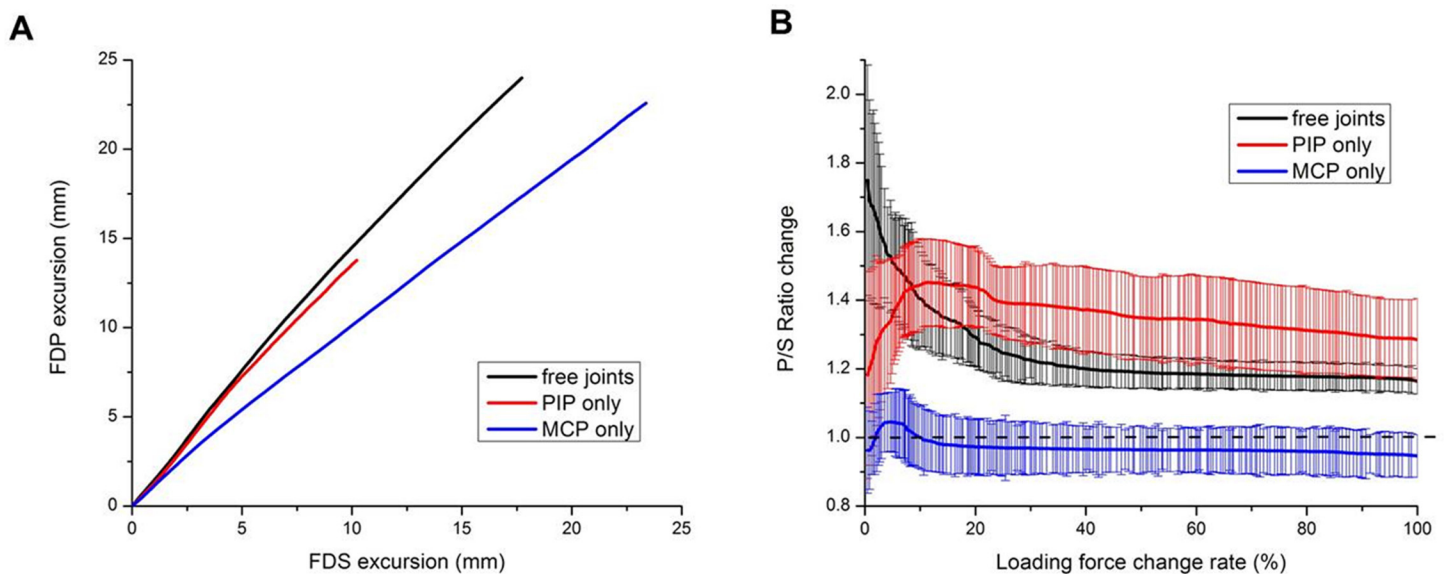 A
25
20
15
10
5
0
FDP excursion (mm)
free joints
PIP only
MCP only
0 5 10 15 20 25
FDS excursion (mm)
B
2.0
1.8
1.6
1.4
1.2
1.0
0.8
P/S Ratio change
free joints
PIP only
MCP only
0 20 40 60 80 100
Loading force change rate (%)